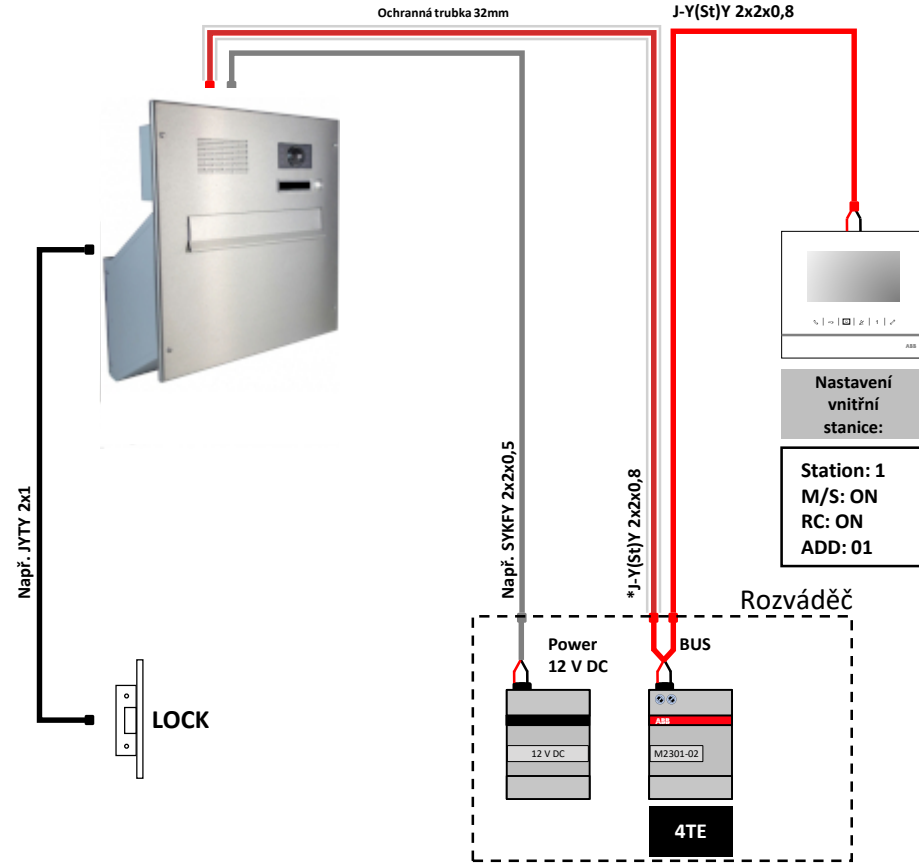 Ochranná trubka 32mm
J-Y(St)Y 2x2x0,8
ABB
Nastavení
vnitřní
stanice:
Station: 1
M/S: ON
RC: ON
ADD: 01
Např. JYTY 2x1
Např. SYKFY 2x2x0,5
*J-Y(St)Y 2x2x0,8
Rozváděč
Power
12 V DC
BUS
LOCK
ABB
12 V DC
M2301-02
4TE